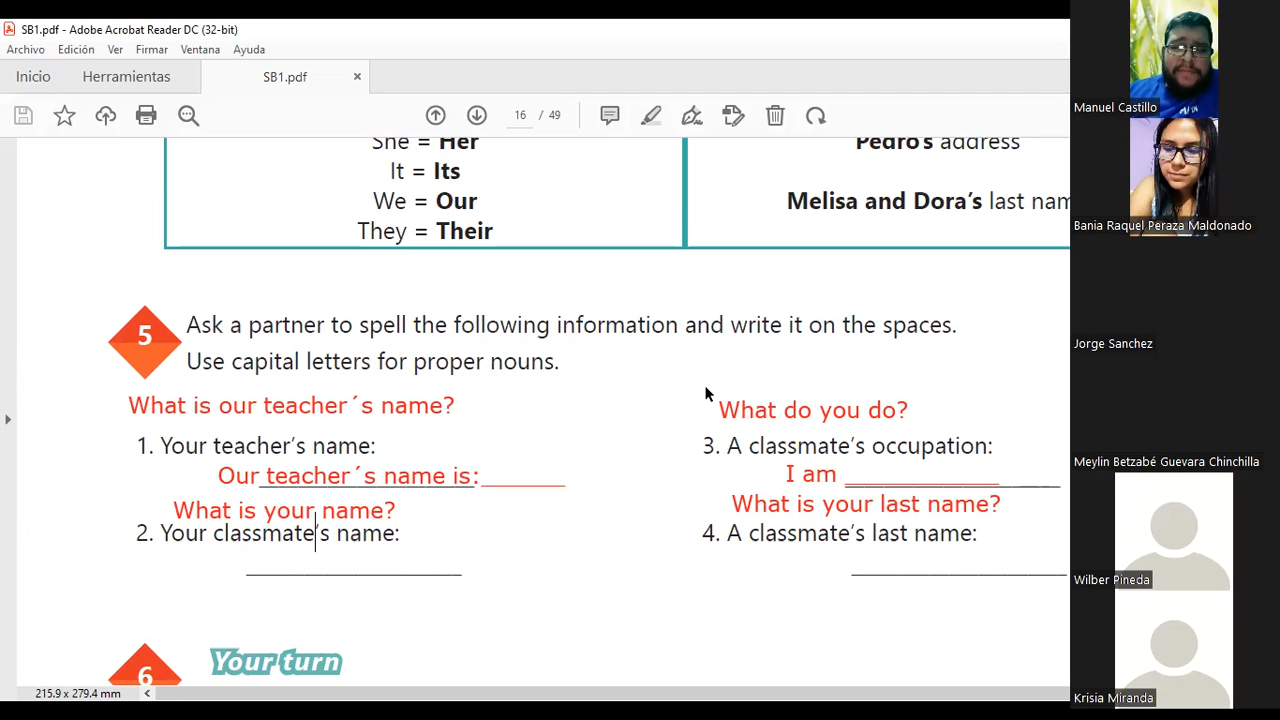 SB1.pdf - Adobe Acrobat Reader DC (32-bit)
Archivo Edición Ver Firmar Ventana Ayuda
Inicio Herramientas SB1.pdf ×
16 / 49
She = Her
It = Its
We = Our
They = Their
Pedro's address
Melisa and Dora's last nam
5
Ask a partner to spell the following information and write it on the spaces.
Use capital letters for proper nouns.
What is our teacher´s name?
1. Your teacher's name:
Our teacher´s name is:
What is your name?
2. Your classmate's name:
What do you do?
3. A classmate's occupation:
I am
What is your last name?
4. A classmate's last name:
6
Your turn
215.9 x 279.4 mm
Manuel Castillo
Bania Raquel Peraza Maldonado
Jorge Sanchez
Meylin Betzabé Guevara Chinchilla
Wilber Pineda
Krisia Miranda